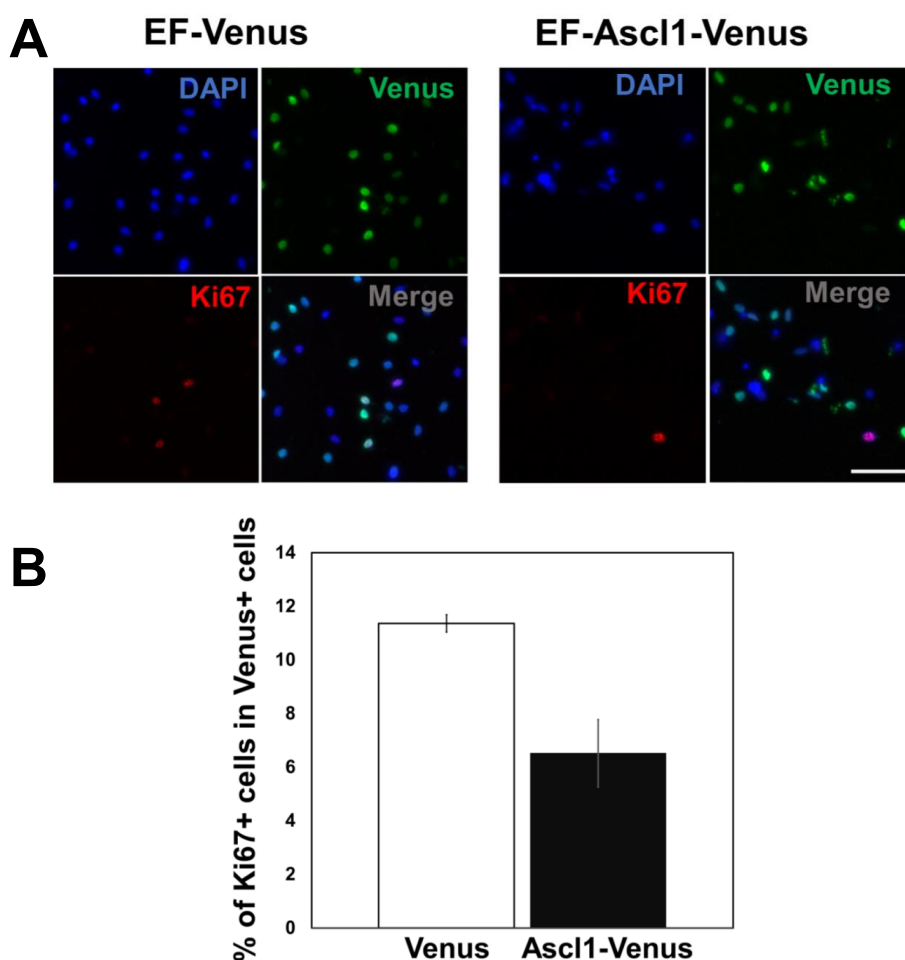 A
EF-Venus
EF-Ascl1-Venus
DAPI
Venus
DAPI
Venus
Ki67
Merge
Ki67
Merge
B
% of Ki67+ cells in Venus+ cells
14
12
10
8
6
4
2
0
Venus
Ascl1-Venus